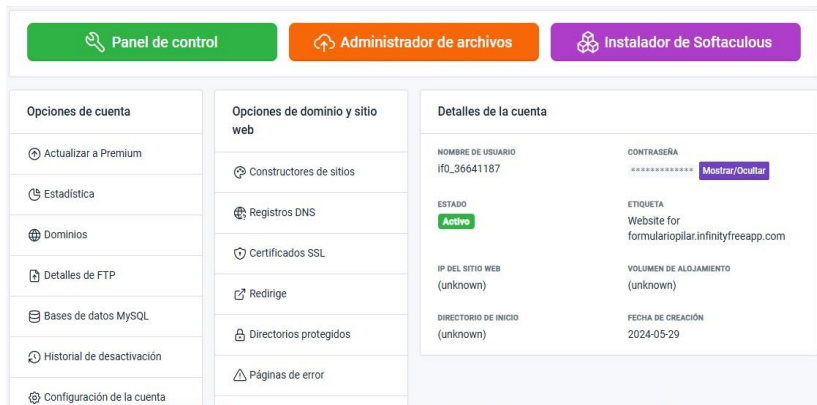 Panel de control
Administrador de archivos
Instalador de Softaculous
Opciones de cuenta
Actualizar a Premium
Estadística
Dominios
Detalles de FTP
Bases de datos MySQL
Historial de desactivación
Configuración de la cuenta
Opciones de dominio y sitio
web
Constructores de sitios
Registros DNS
Certificados SSL
Redirige
Directorios protegidos
Páginas de error
Detalles de la cuenta
NOMBRE DE USUARIO
if0_36641187
CONTRASEÑA
************* Mostrar/Ocultar
ESTADO
Activo
ETIQUETA
Website for
formulariopilar.infinityfreeapp.com
IP DEL SITIO WEB
(unknown)
VOLUMEN DE ALOJAMIENTO
(unknown)
DIRECTORIO DE INICIO
(unknown)
FECHA DE CREACIÓN
2024-05-29